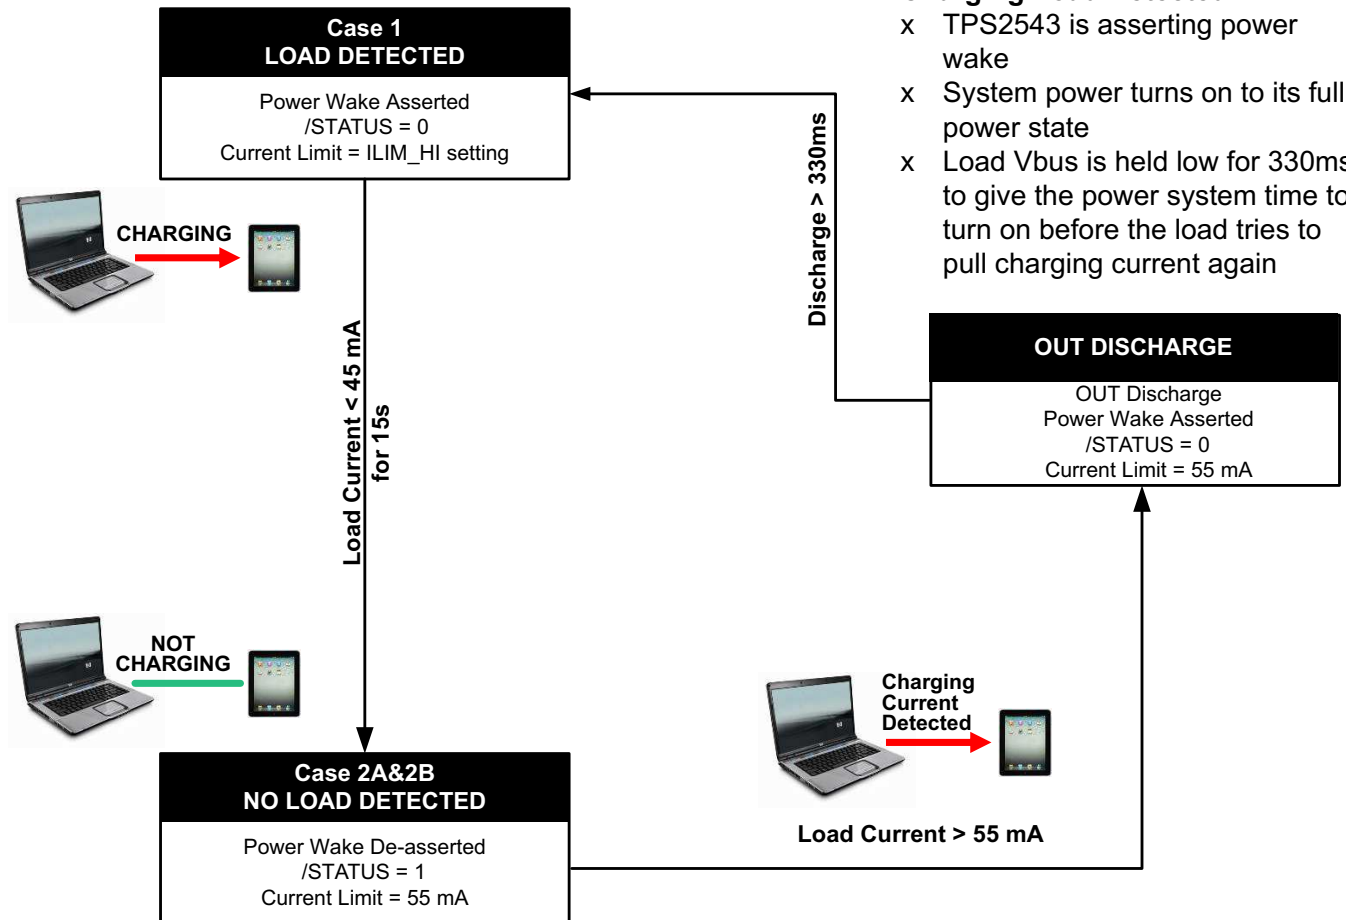 Case 1
LOAD DETECTED
Power Wake Asserted
/STATUS = 0
Current Limit = ILIM_HI setting
x TPS2543 is asserting power
wake
x System power turns on to its full
power state
x Load Vbus is held low for 330ms
to give the power system time to
turn on before the load tries to
pull charging current again
CHARGING
Discharge > 330ms
Load Current < 45 mA
for 15s
OUT DISCHARGE
OUT Discharge
Power Wake Asserted
/STATUS = 0
Current Limit = 55 mA
NOT
CHARGING
Charging
Current
Detected
Load Current > 55 mA
Case 2A&2B
NO LOAD DETECTED
Power Wake De-asserted
/STATUS = 1
Current Limit = 55 mA